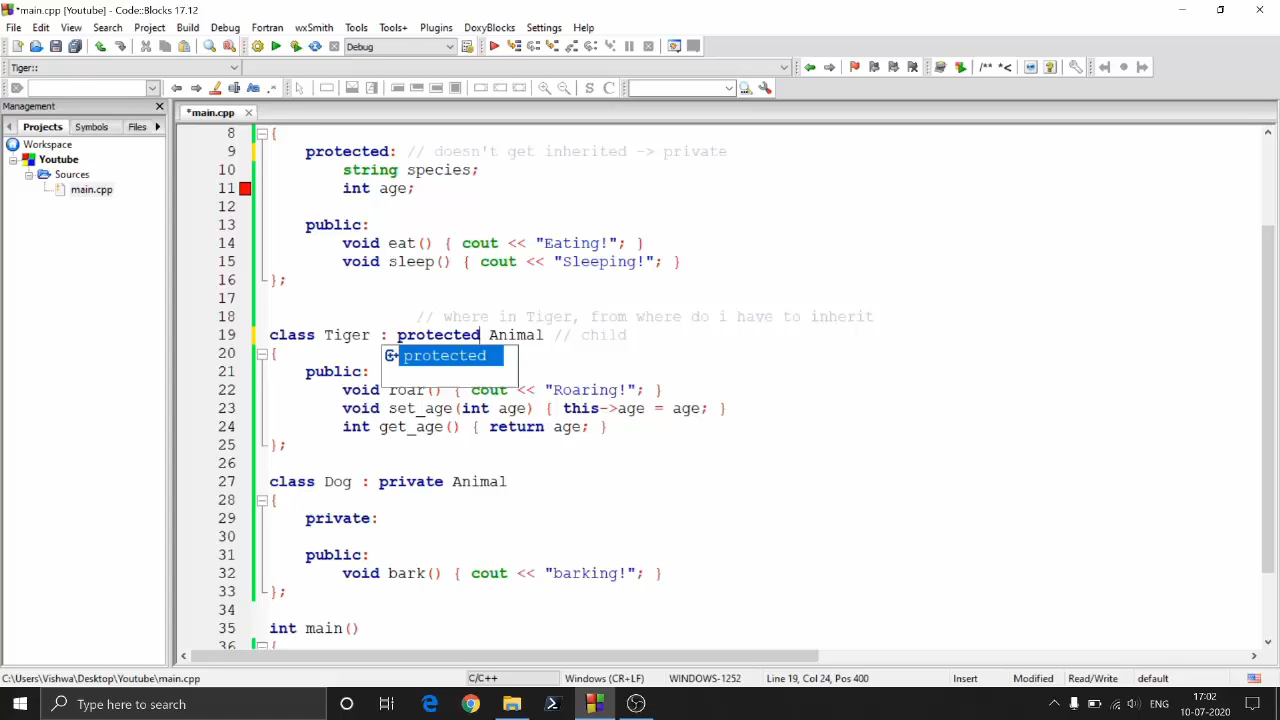 *main.cpp [Youtube] - Code::Blocks 17.12
File Edit View Search Project Build Debug Fortran wxSmith Tools Tools+ Plugins DoxyBlocks Settings Help
Debug
Tiger::
/** *<
S C
Management
*main.cpp
Projects Symbols Files
Workspace
Youtube
Sources
main.cpp
8 {
9 protected: // doesn't get inherited -> private
10 string species;
11 int age;
12
13 public:
14 void eat() { cout << "Eating!"; }
15 void sleep() { cout << "Sleeping!"; }
16 };
17
18 // where in Tiger, from where do i have to inherit
19 class Tiger : protected Animal // child
20 {
protected
21 public:
22 void roar() { cout << "Roaring!"; }
23 void set_age(int age) { this->age = age; }
24 int get_age() { return age; }
25 };
26
27 class Dog : private Animal
28 {
29 private:
30
31 public:
32 void bark() { cout << "barking!"; }
33 };
34
35 int main()
36 {
C:\Users\Vishwa\Desktop\Youtube\main.cpp C/C++ Windows (CR+LF) WINDOWS-1252 Line 19, Col 24, Pos 400 Insert Modified Read/Write default
Type here to search
ENG
17:02
10-07-2020